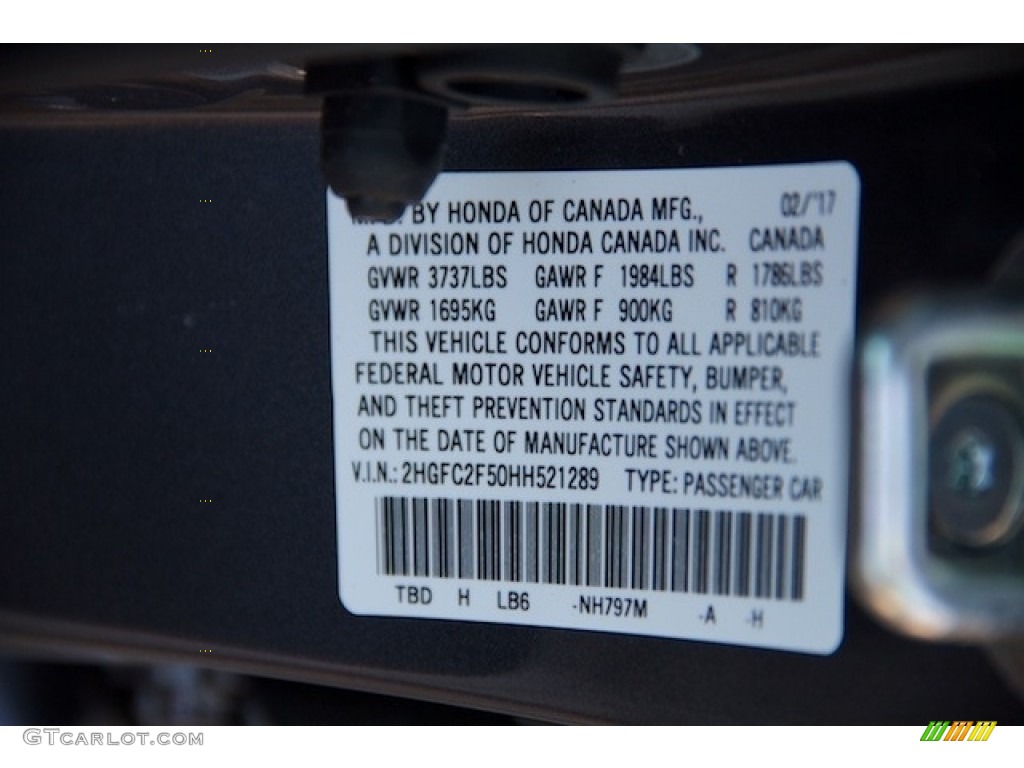 02/'17
MFD. BY HONDA OF CANADA MFG.,
A DIVISION OF HONDA CANADA INC. CANADA
GVWR 3737LBS GAWR F 1984LBS R 1786LBS
GVWR 1695KG GAWR F 900KG R 810KG
THIS VEHICLE CONFORMS TO ALL APPLICABLE
FEDERAL MOTOR VEHICLE SAFETY, BUMPER,
AND THEFT PREVENTION STANDARDS IN EFFECT
ON THE DATE OF MANUFACTURE SHOWN ABOVE.
V.I.N.: 2HGFC2F50HH521289 TYPE: PASSENGER CAR
TBD H LB6 -NH797M -A -H
GTCARLOT.COM